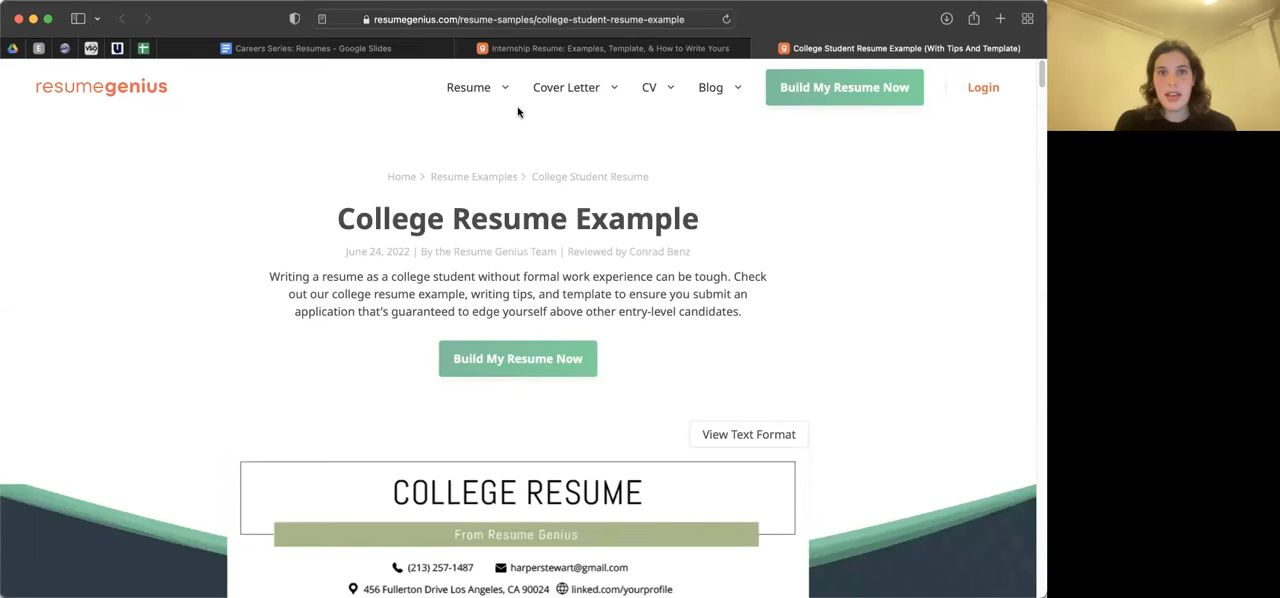 resumegenius.com/resume-samples/college-student-resume-example
E
VSO
U
Careers Series: Resumes - Google Slides
Internship Resume: Examples, Template, & How to Write Yours
College Student Resume Example (With Tips And Template)
resumegenius
Resume
Cover Letter
CV
Blog
Build My Resume Now
Login
Home > Resume Examples > College Student Resume
College Resume Example
June 24, 2022 | By the Resume Genius Team | Reviewed by Conrad Benz
Writing a resume as a college student without formal work experience can be tough. Check
out our college resume example, writing tips, and template to ensure you submit an
application that's guaranteed to edge yourself above other entry-level candidates.
Build My Resume Now
View Text Format
COLLEGE RESUME
From Resume Genius
(213) 257-1487 harperstewart@gmail.com
456 Fullerton Drive Los Angeles, CA 90024 linked.com/yourprofile